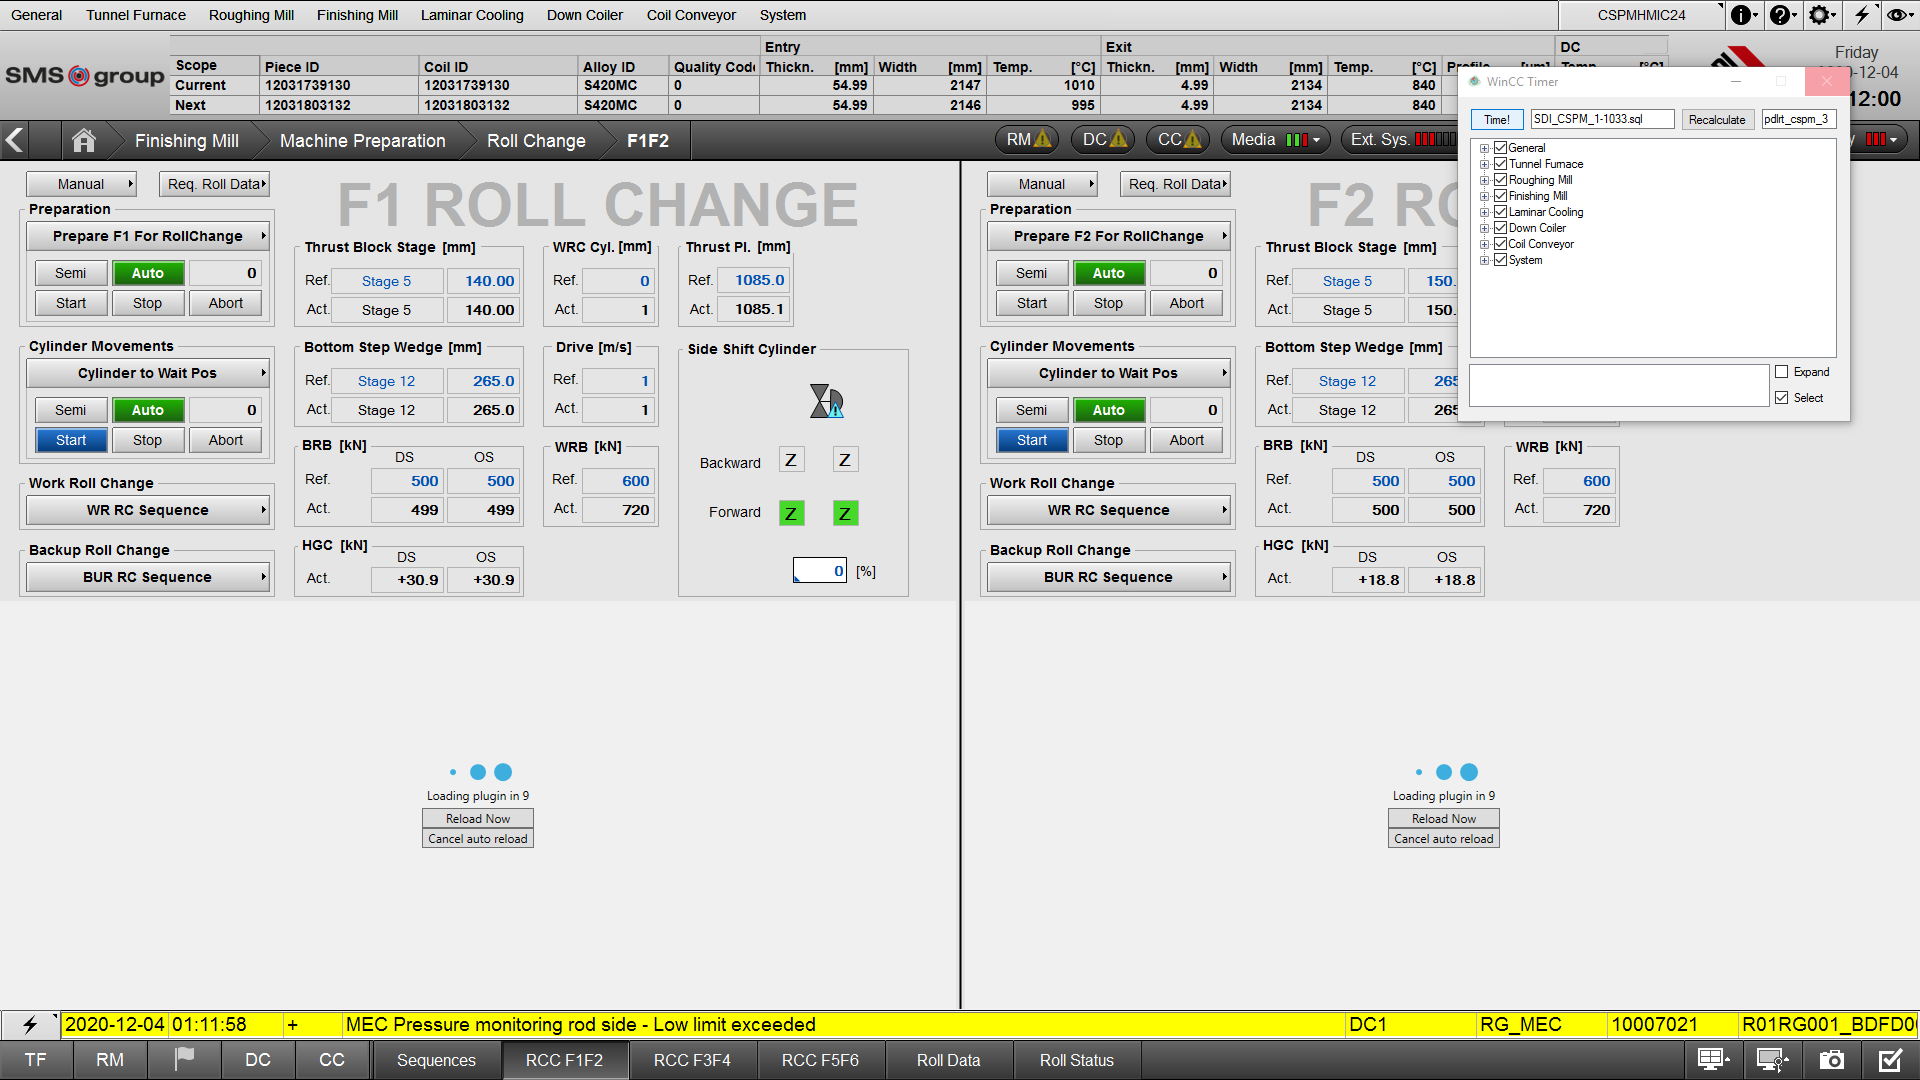 General Tunnel Furnace Roughing Mill Finishing Mill Laminar Cooling Down Coiler Coil Conveyor System CSPMHMIC24
SMS group
Entry Exit DC
Scope Piece ID Coil ID Alloy ID Quality Code Thickn. [mm] Width [mm] Temp. [°C] Thickn. [mm] Width [mm] Temp. [°C]
Current 12031739130 12031739130 S420MC 0 54.99 2147 1010 4.99 2134 840
Next 12031803132 12031803132 S420MC 0 54.99 2146 995 4.99 2134 840
Friday
-12-04
12:00
Finishing Mill Machine Preparation Roll Change F1F2 RM DC CC Media Ext. Sys.
WinCC Timer
Time! SDI_CSPM_1-1033.sql Recalculate pdlrt_cspm_3
General
Tunnel Furnace
Roughing Mill
Finishing Mill
Laminar Cooling
Down Coiler
Coil Conveyor
System
Expand
Select
Manual Req. Roll Data
F1 ROLL CHANGE
Preparation
Prepare F1 For RollChange
Semi Auto 0
Start Stop Abort
Cylinder Movements
Cylinder to Wait Pos
Semi Auto 0
Start Stop Abort
Work Roll Change
WR RC Sequence
Backup Roll Change
BUR RC Sequence
Thrust Block Stage [mm]
Ref. Stage 5 140.00
Act. Stage 5 140.00
WRC Cyl. [mm]
Ref. 0
Act. 1
Thrust Pl. [mm]
Ref. 1085.0
Act. 1085.1
Bottom Step Wedge [mm]
Ref. Stage 12 265.0
Act. Stage 12 265.0
Drive [m/s]
Ref. 1
Act. 1
BRB [kN]
DS OS
Ref. 500 500
Act. 499 499
WRB [kN]
Ref. 600
Act. 720
HGC [kN]
DS OS
Act. +30.9 +30.9
Side Shift Cylinder
Backward Z Z
Forward Z Z
0 [%]
Loading plugin in 9
Reload Now
Cancel auto reload
Manual Req. Roll Data
F2
Preparation
Prepare F2 For RollChange
Semi Auto 0
Start Stop Abort
Cylinder Movements
Cylinder to Wait Pos
Semi Auto 0
Start Stop Abort
Work Roll Change
WR RC Sequence
Backup Roll Change
BUR RC Sequence
Thrust Block Stage [mm]
Ref. Stage 5 150.
Act. Stage 5 150.
Bottom Step Wedge [mm]
Ref. Stage 12 265
Act. Stage 12 265
BRB [kN]
DS OS
Ref. 500 500
Act. 500 500
WRB [kN]
Ref. 600
Act. 720
HGC [kN]
DS OS
Act. +18.8 +18.8
Loading plugin in 9
Reload Now
Cancel auto reload
2020-12-04 01:11:58 + MEC Pressure monitoring rod side - Low limit exceeded DC1 RG_MEC 10007021 R01RG001_BDFD0
TF RM DC CC Sequences RCC F1F2 RCC F3F4 RCC F5F6 Roll Data Roll Status